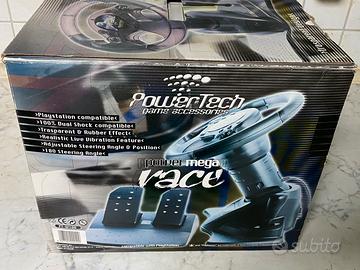 POWERTECH
game accessories
>Playstation compatible<
>100% Dual Shock compatible<
>Trasparent & Rubber Effect<
>Realistic Live Vibration Feature<
>Adjustable Steering Angle & Position<
>180 Steering Angle<
power mega
race
subito